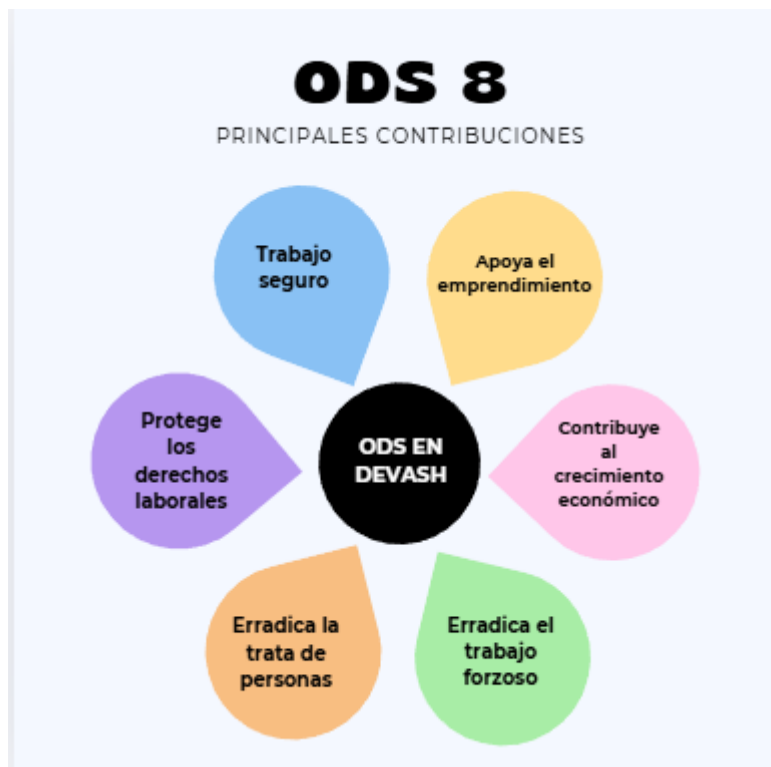 ODS 8
PRINCIPALES CONTRIBUCIONES
Trabajo
seguro
Apoya el
emprendimiento
Protege
los
derechos
laborales
ODS EN
DEVASH
Contribuye
al
crecimiento
económico
Erradica la
trata de
personas
Erradica el
trabajo
forzoso